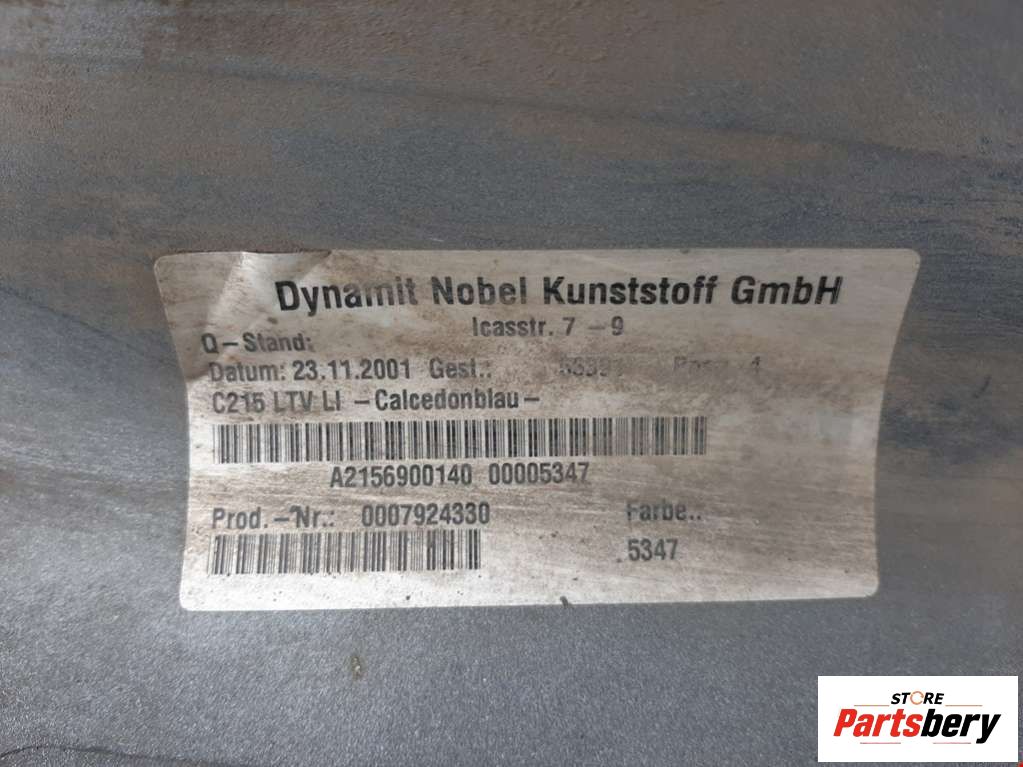 Dynamit Nobel Kunststoff GmbH
Icasstr. 7 - 9
Q-Stand:
Datum: 23.11.2001 Gest.:
C215 LTV LI -Calcedonblau-
A2156900140 00005347
Prod.-Nr.: 0007924330 Farbe.:
5347
STORE
Partsbery